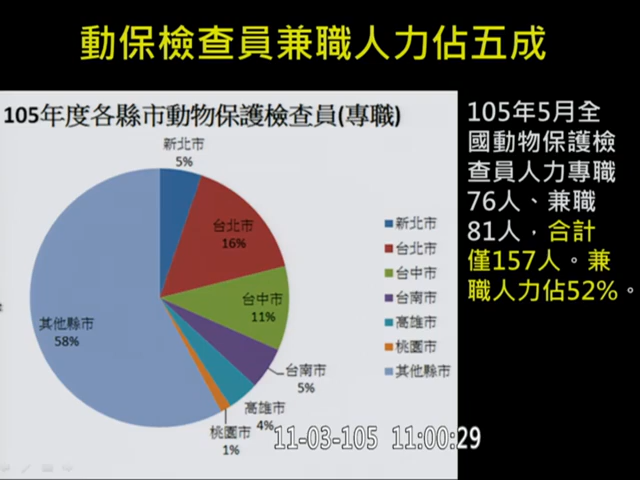 動保檢查員兼職人力佔五成
105年度各縣市動物保護檢查員(專職)
新北市
5%
台北市
16%
台中市
11%
台南市
5%
高雄市
4%
桃園市
1%
其他縣市
58%
新北市
台北市
台中市
台南市
高雄市
桃園市
其他縣市
105年5月全
國動物保護檢
查員人力專職
76人、兼職
81人，合計
僅157人。兼
職人力佔52%。
11-03-105 11:00:29